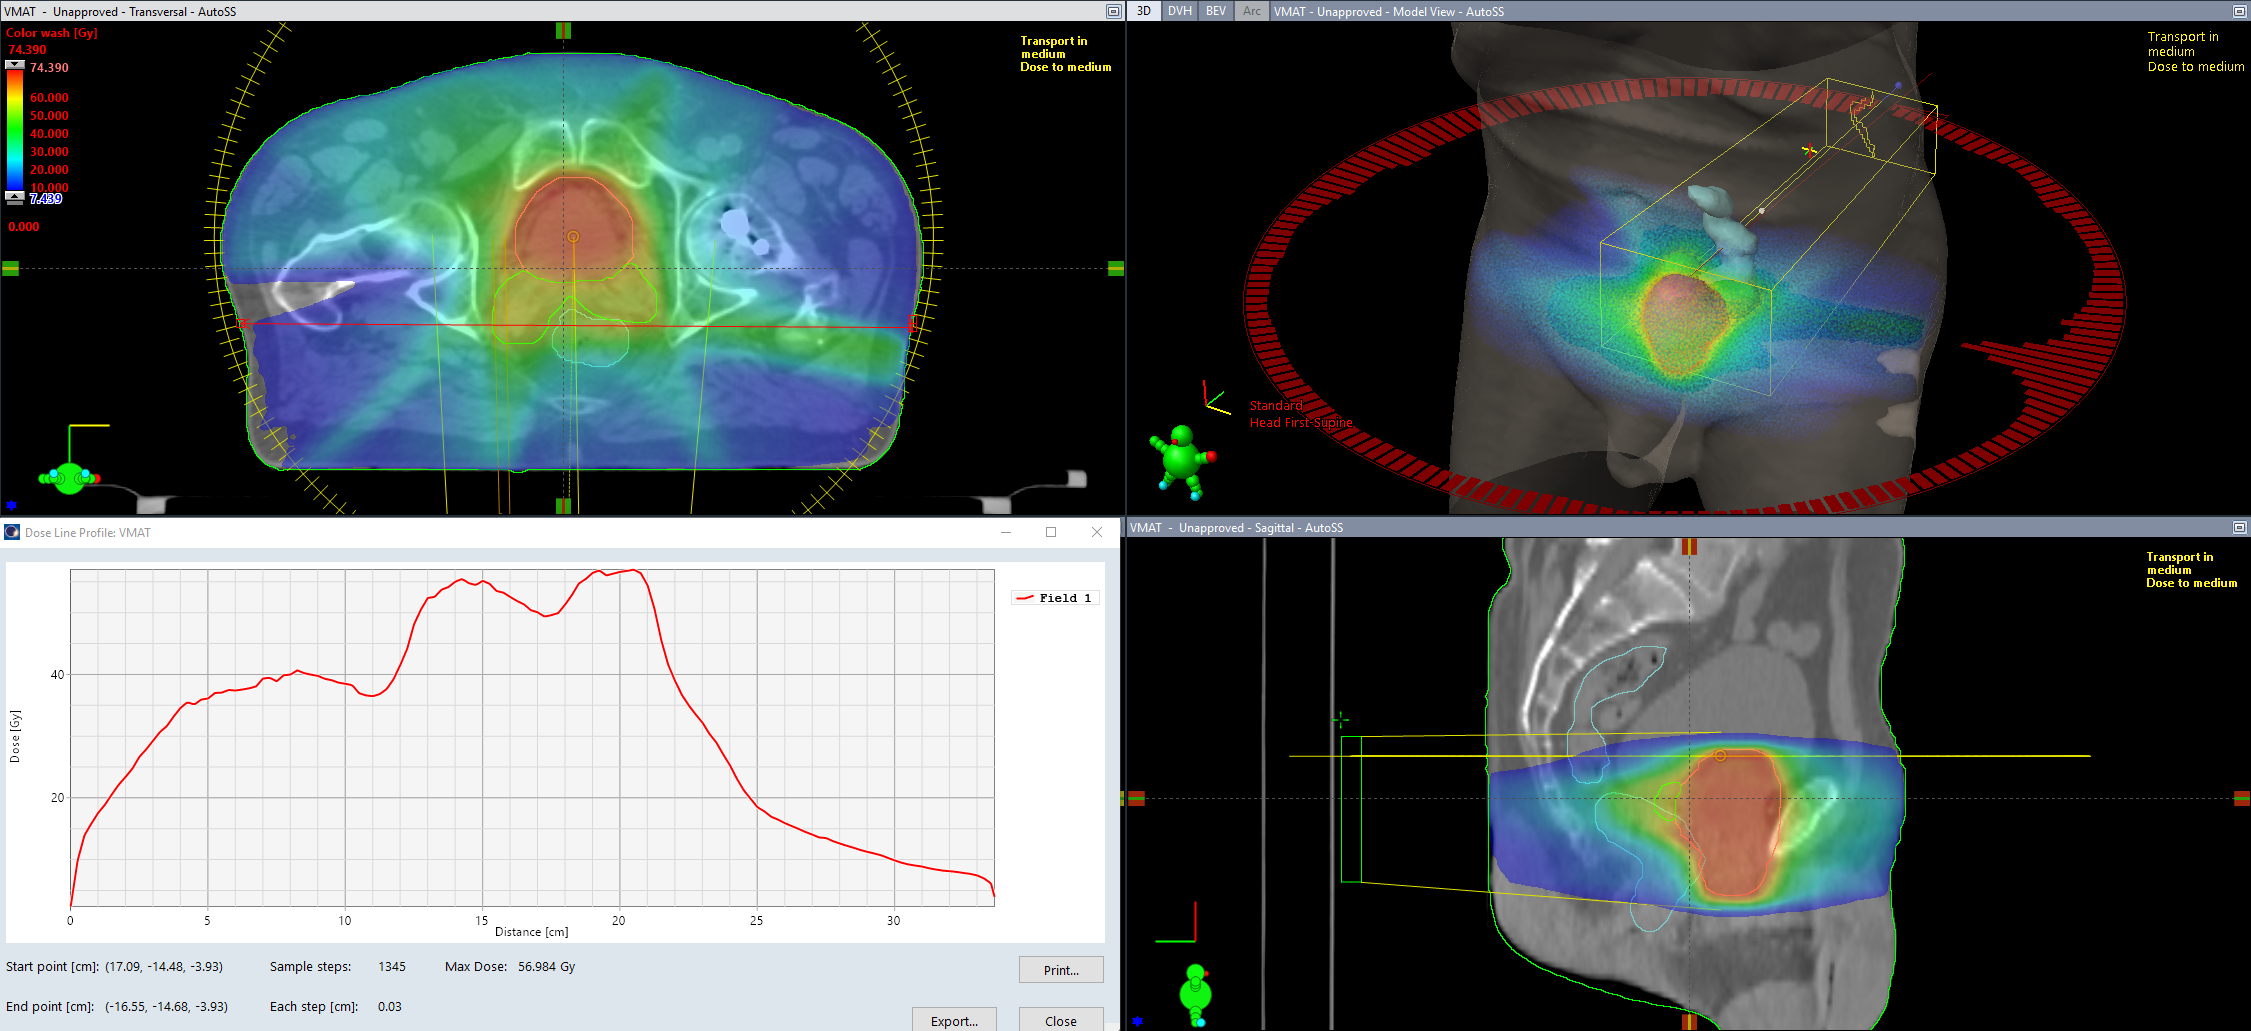 VMAT - Unapproved - Transversal - AutoSS
Color wash [Gy]
74.390
74.390
60.000
50.000
40.000
30.000
20.000
10.000
7.439
0.000
Transport in
medium
Dose to medium
3D DVH BEV Arc VMAT - Unapproved - Model View - AutoSS
Transport in
medium
Dose to medium
Standard
Head First-Supine
Dose Line Profile: VMAT
Field 1
Dose [Gy]
40
20
0 5 10 15 20 25 30
Distance [cm]
Start point [cm]: (17.09, -14.48, -3.93) Sample steps: 1345 Max Dose: 56.984 Gy
Print...
End point [cm]: (-16.55, -14.68, -3.93) Each step [cm]: 0.03
Export... Close
VMAT - Unapproved - Sagittal - AutoSS
Transport in
medium
Dose to medium